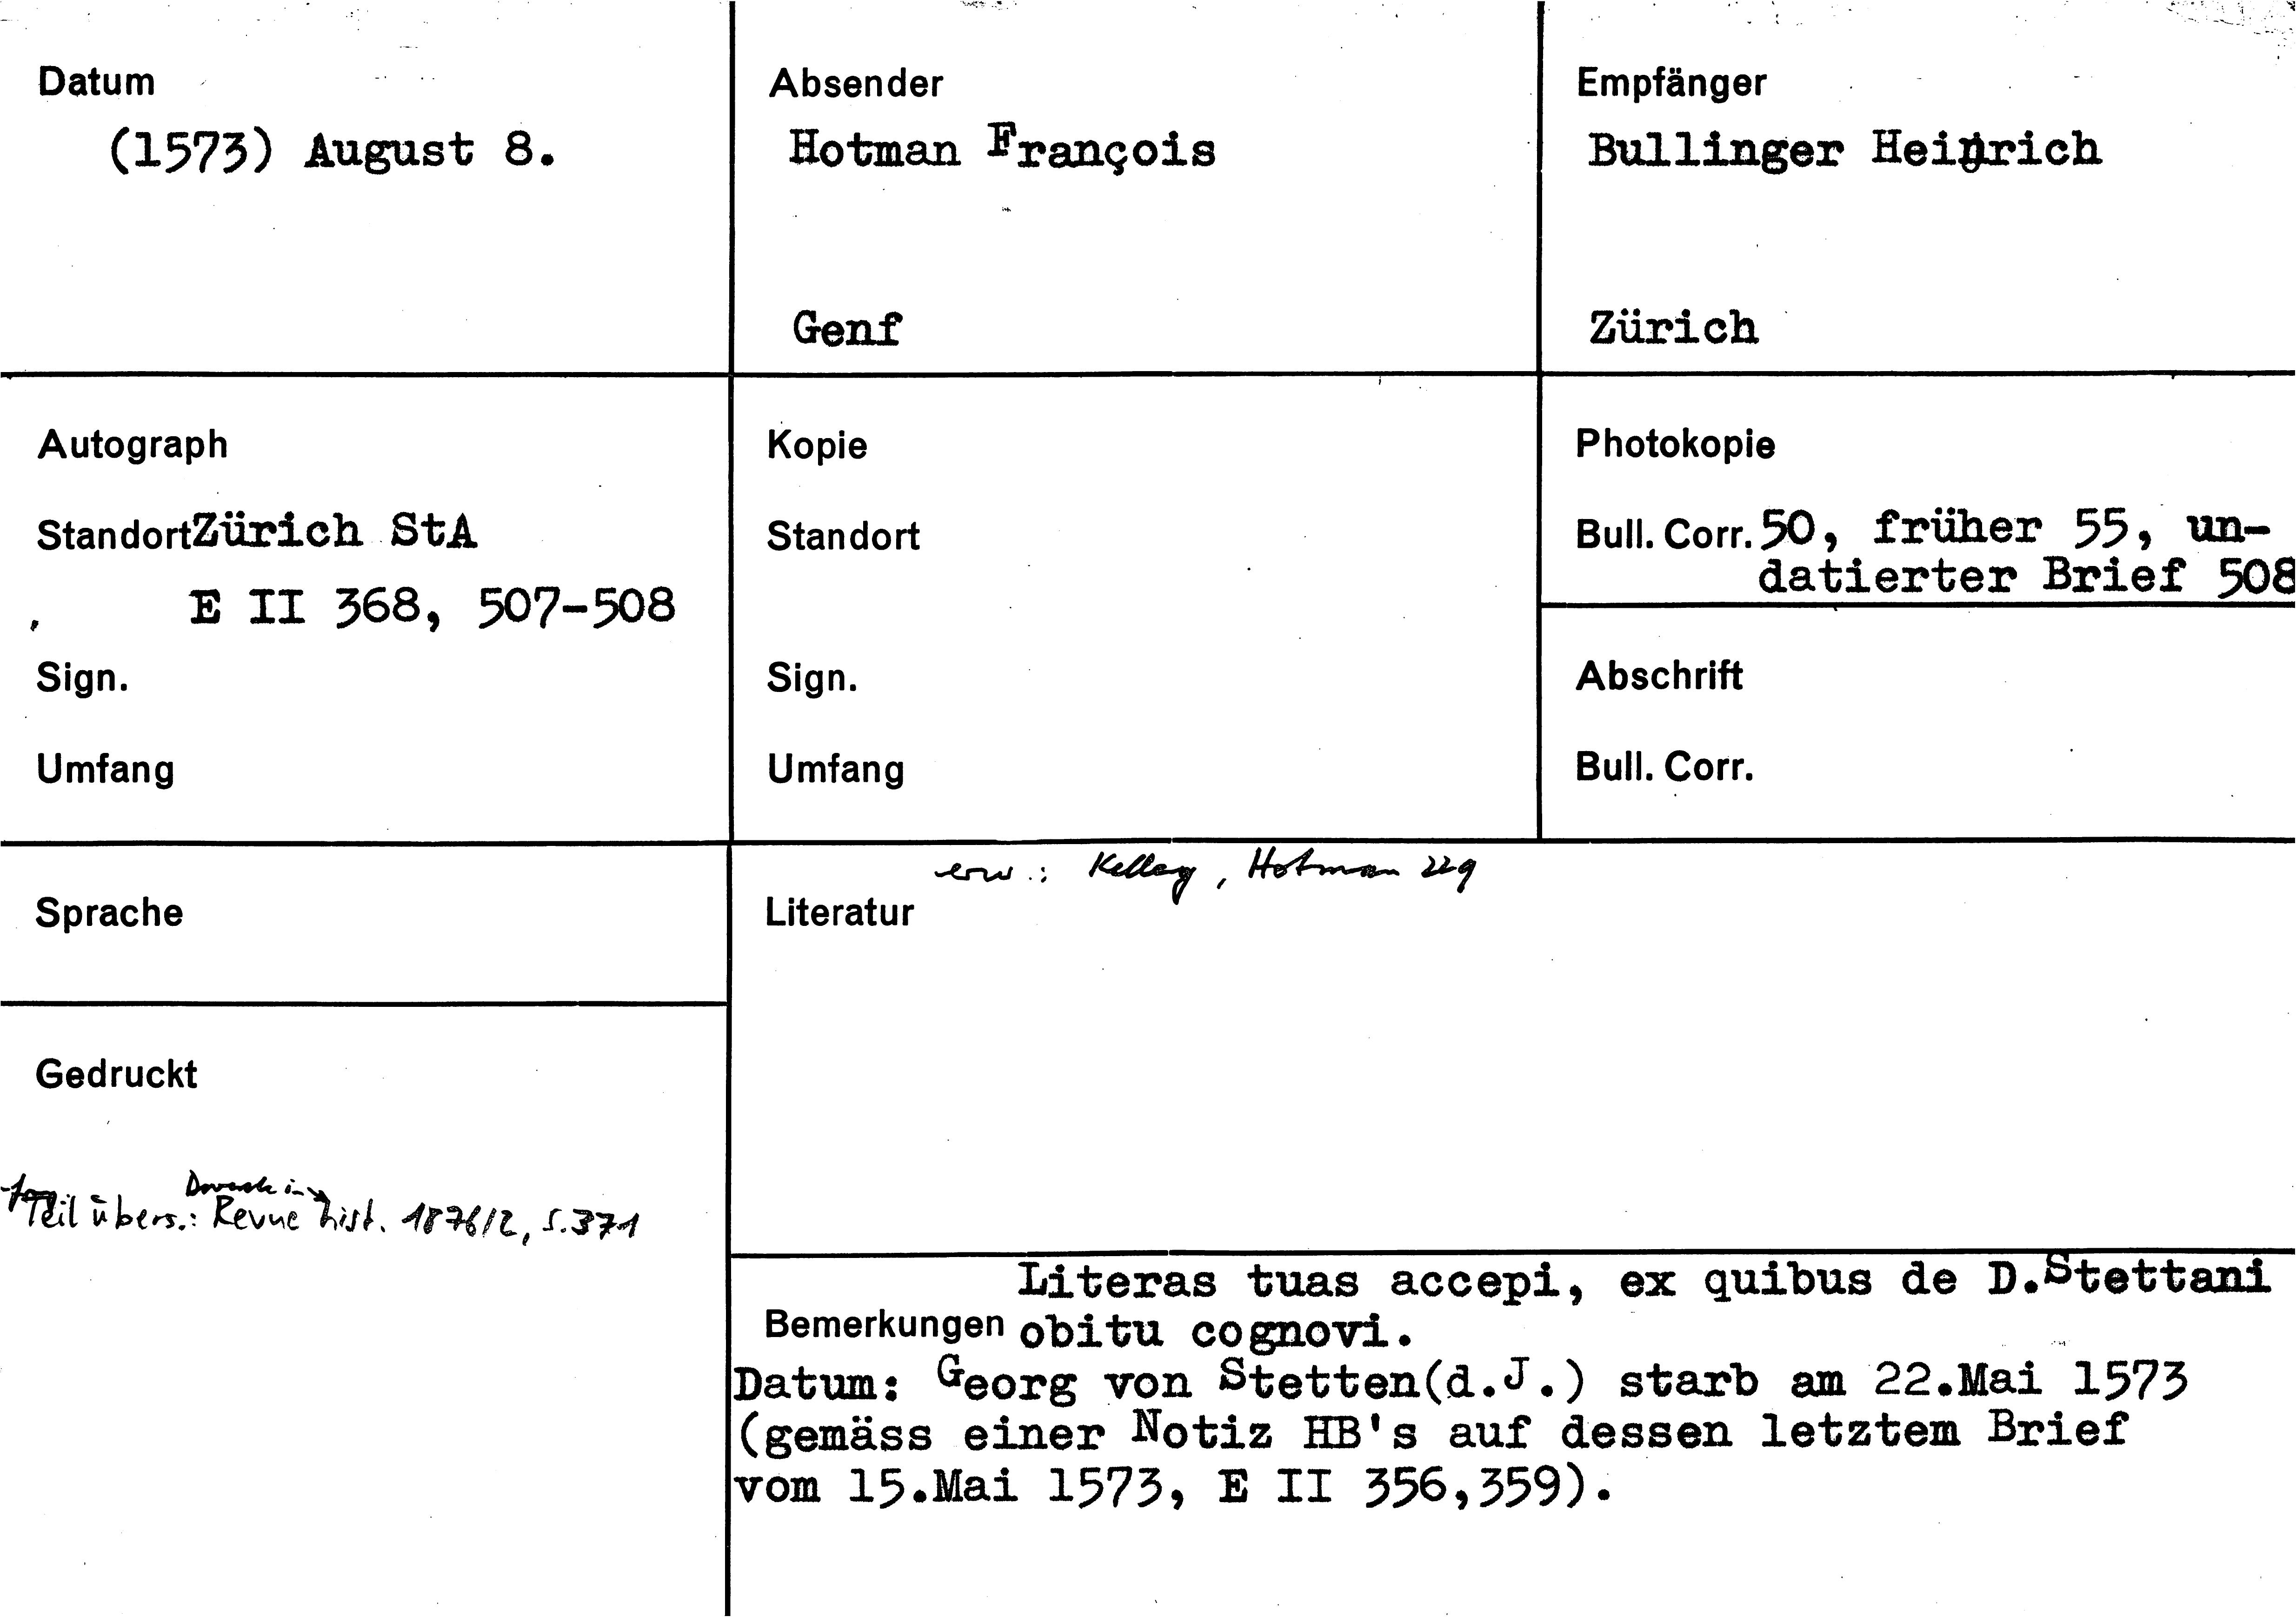 Datum
(1573) August 8.
Absender
Hotman François
Genf
Empfänger
Bullinger Heinrich
Zürich
Autograph
Standort Zürich StA
E II 368, 507-508
Sign.
Umfang
Kopie
Standort
Sign.
Umfang
Photokopie
Bull. Corr. 50, früher 55, un-
datierter Brief 508
Abschrift
Bull. Corr.
Sprache
Gedruckt
Teil übers.: Revue hist. 1876/2, S.371
erw.: Kelley, Hotman 229
Literatur
Literas tuas accepi, ex quibus de D.Stettani
Bemerkungen obitu cognovi.
Datum: Georg von Stetten(d.J.) starb am 22.Mai 1573
(gemäss einer Notiz HB's auf dessen letztem Brief
vom 15.Mai 1573, E II 356,359).